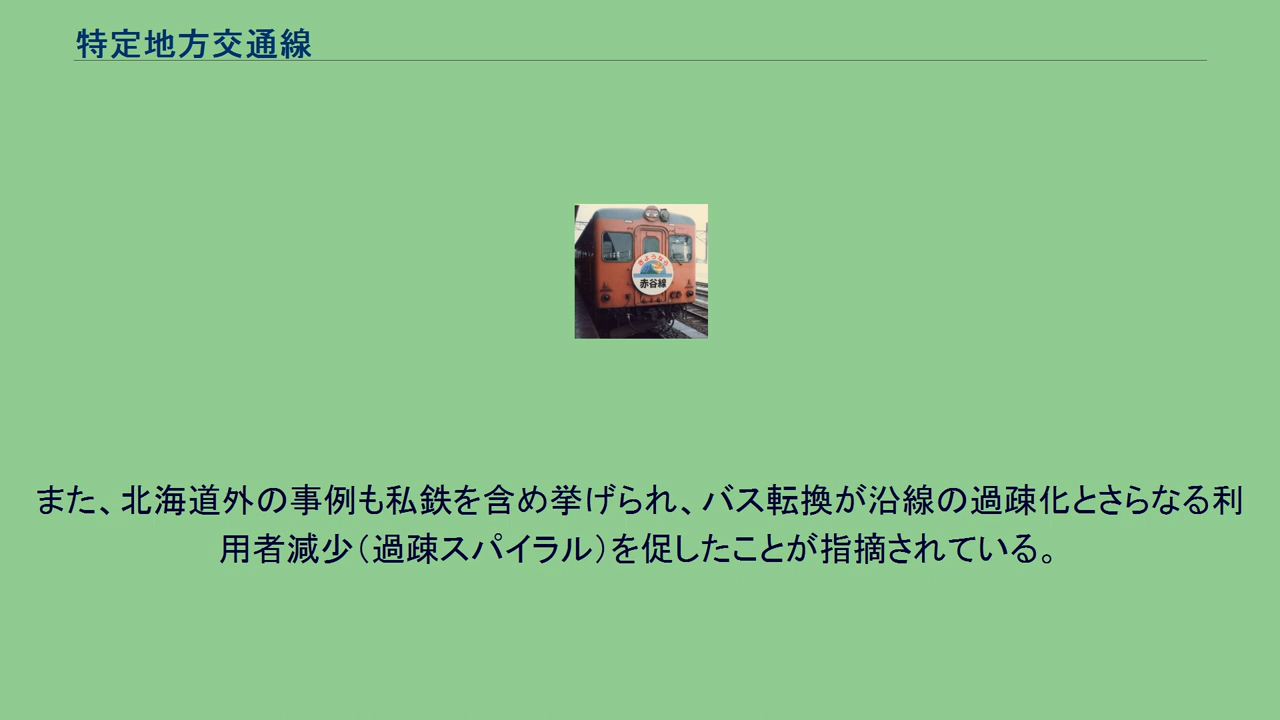 特定地方交通線
さようなら
赤谷線
また、北海道外の事例も私鉄を含め挙げられ、バス転換が沿線の過疎化とさらなる利
用者減少（過疎スパイラル）を促したことが指摘されている。